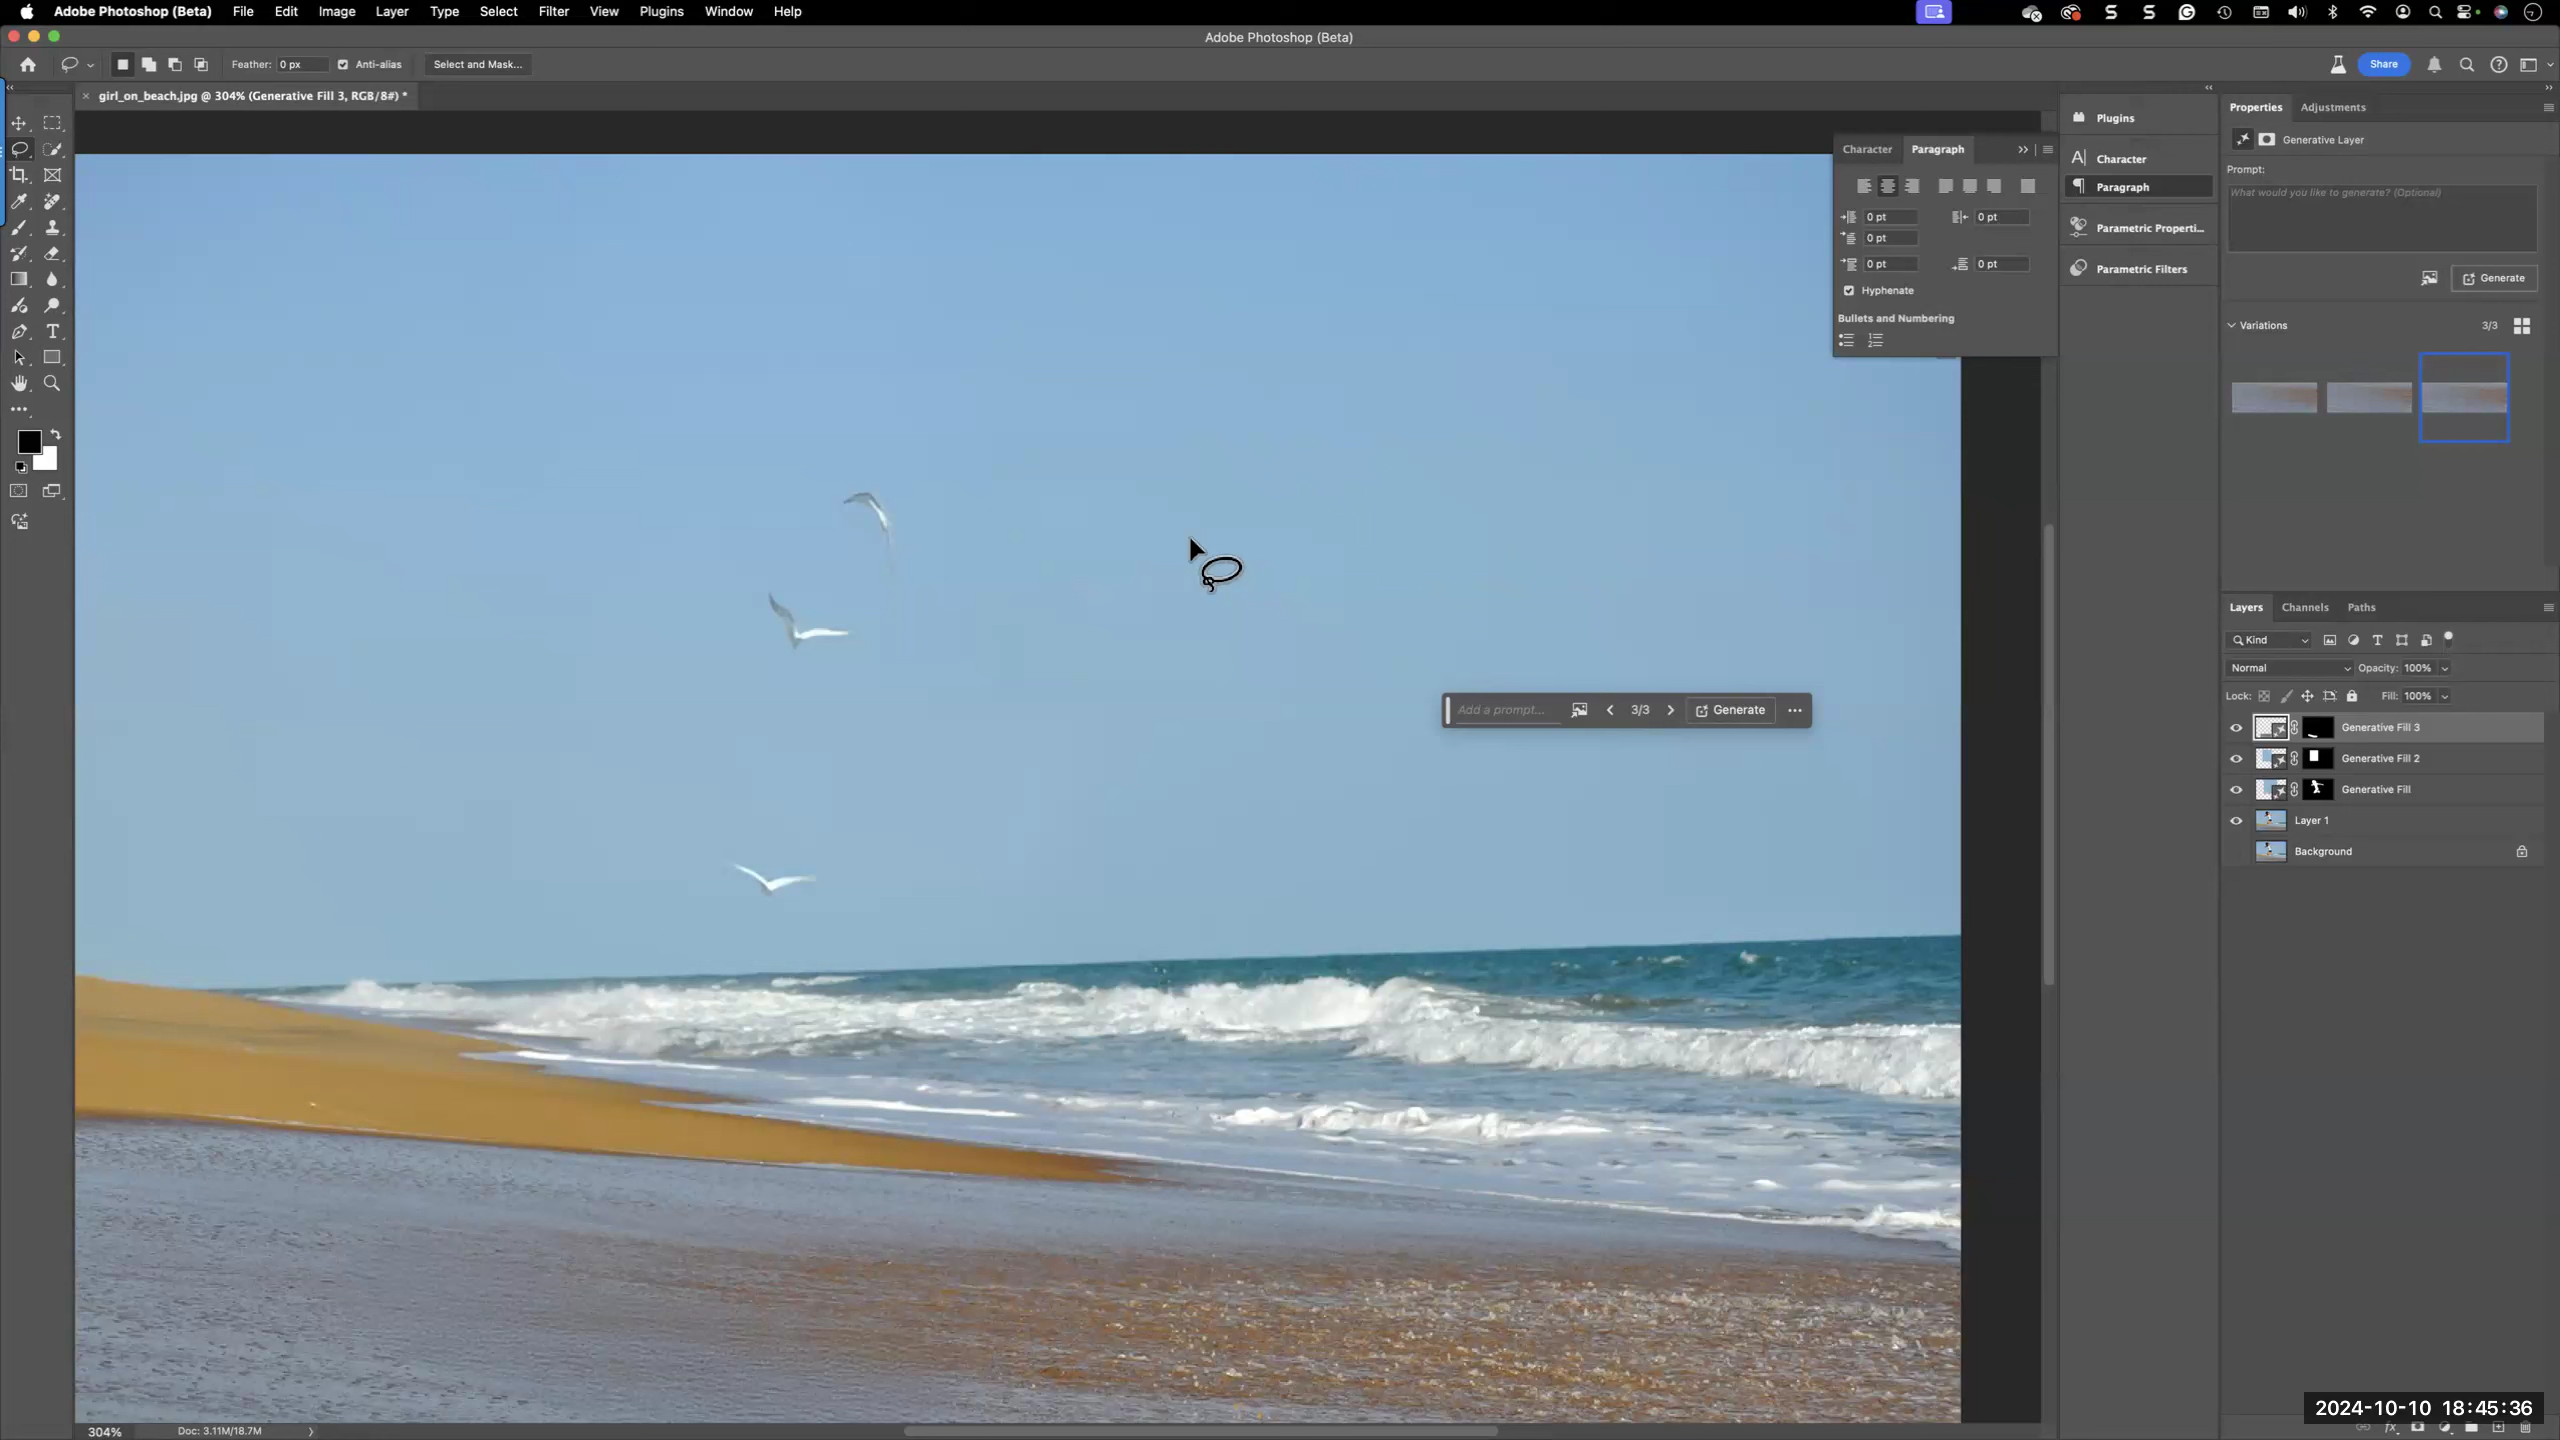 Adobe Photoshop (Beta) File Edit Image Layer Type Select Filter View Plugins Window Help
Adobe Photoshop (Beta)
Feather: 0 px Anti-alias Select and Mask... Share
girl_on_beach.jpg @ 304% (Generative Fill 3, RGB/8#) *
Character Paragraph
0 pt 0 pt
0 pt
0 pt 0 pt
Hyphenate
Bullets and Numbering
Plugins
Character
Paragraph
Parametric Properti...
Parametric Filters
Properties Adjustments
Generative Layer
Prompt:
What would you like to generate? (Optional)
Generate
Variations 3/3
Add a prompt... 3/3 Generate
Layers Channels Paths
Kind
Normal Opacity: 100%
Lock: Fill: 100%
Generative Fill 3
Generative Fill 2
Generative Fill
Layer 1
Background
2024-10-10 18:45:36
304% Doc: 3.11M/18.7M